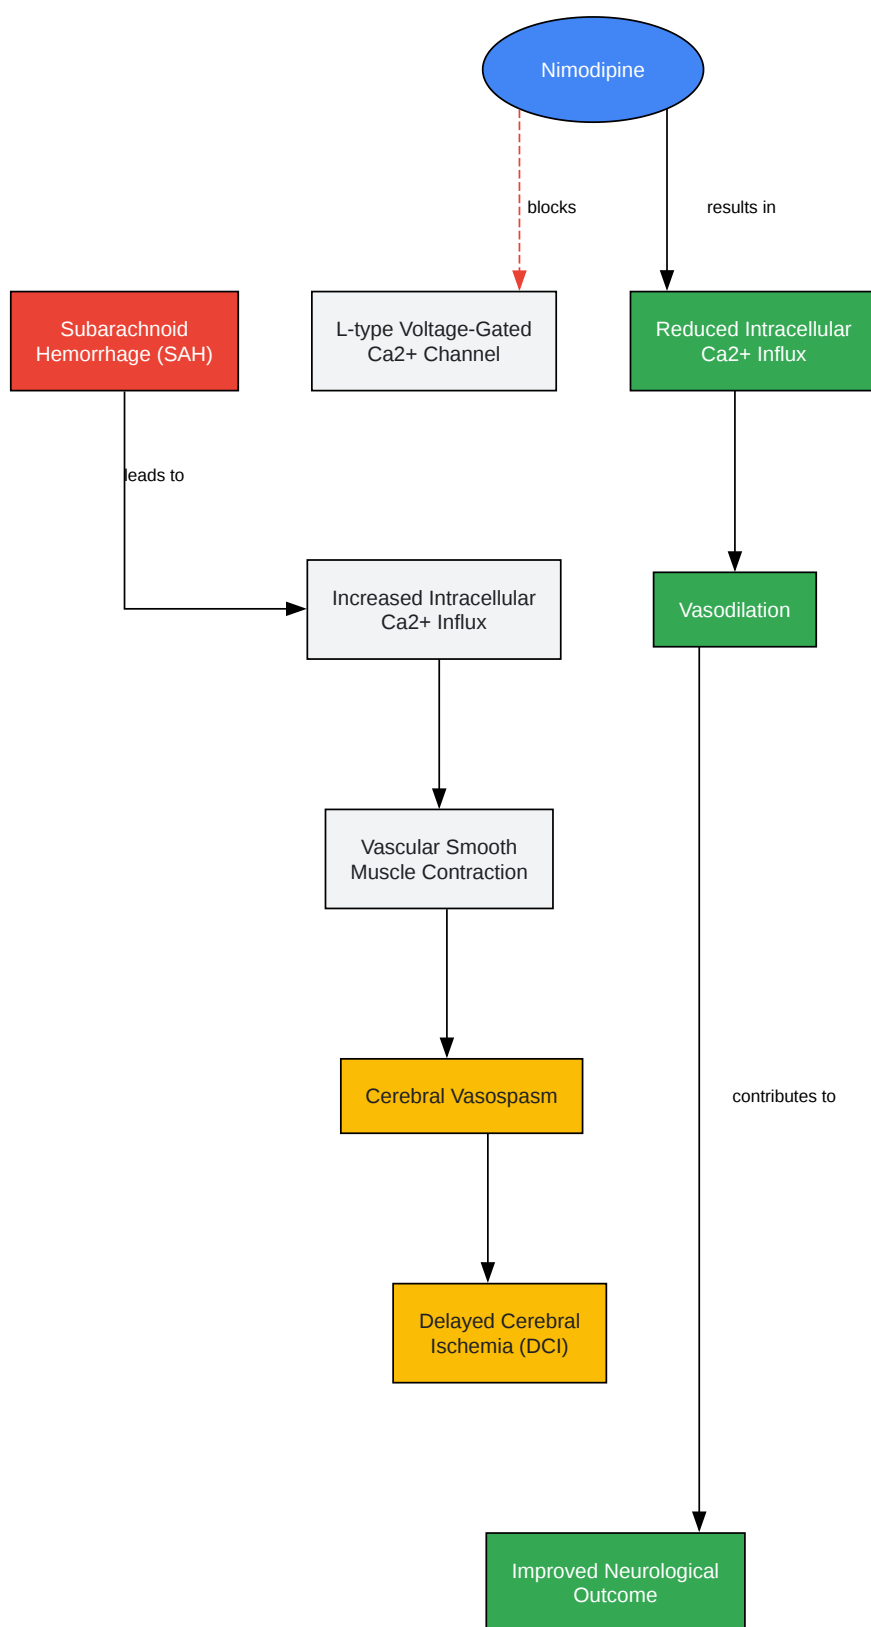 Nimodipine
blocks
results in
Subarachnoid
Hemorrhage (SAH)
L-type Voltage-Gated
Ca2+ Channel
Reduced Intracellular
Ca2+ Influx
leads to
Increased Intracellular
Ca2+ Influx
Vasodilation
Vascular Smooth
Muscle Contraction
Cerebral Vasospasm
contributes to
Delayed Cerebral
Ischemia (DCI)
Improved Neurological
Outcome